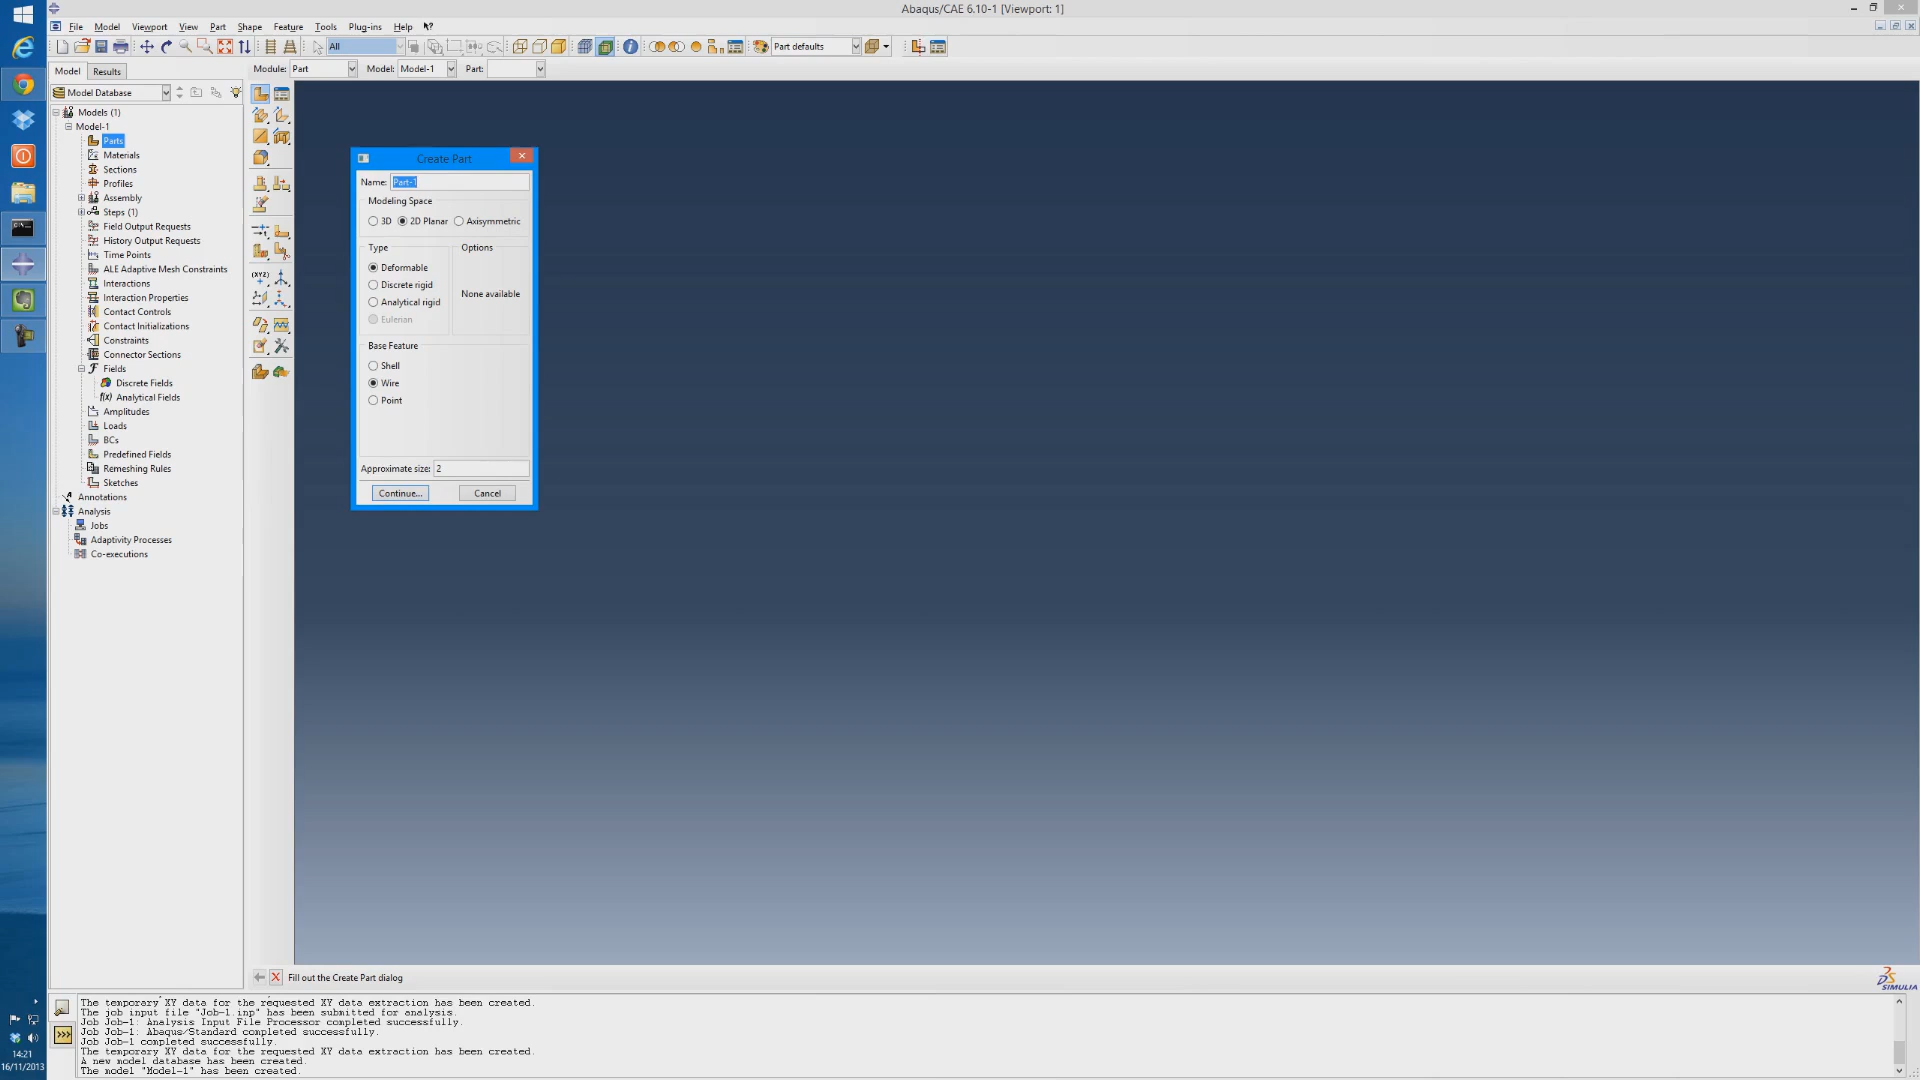 Abaqus/CAE 6.10-1 [Viewport: 1]
File Model Viewport View Part Shape Feature Tools Plug-ins Help
All Part defaults
Model Results Module: Part Model: Model-1 Part:
Model Database
Models (1)
Model-1
Parts
Materials
Sections
Profiles
Assembly
Steps (1)
Field Output Requests
History Output Requests
Time Points
ALE Adaptive Mesh Constraints
Interactions
Interaction Properties
Contact Controls
Contact Initializations
Constraints
Connector Sections
Fields
Discrete Fields
Analytical Fields
Amplitudes
Loads
BCs
Predefined Fields
Remeshing Rules
Sketches
Annotations
Analysis
Jobs
Adaptivity Processes
Co-executions
(XYZ)
Create Part
Name: Part-1
Modeling Space
3D 2D Planar Axisymmetric
Type
Deformable
Discrete rigid
Analytical rigid
Eulerian
Options
None available
Base Feature
Shell
Wire
Point
Approximate size: 2
Continue... Cancel
Fill out the Create Part dialog
SIMULIA
The temporary XY data for the requested XY data extraction has been created.
The job input file "Job-1.inp" has been submitted for analysis.
Job Job-1: Analysis Input File Processor completed successfully.
Job Job-1: Abaqus/Standard completed successfully.
Job Job-1 completed successfully.
The temporary XY data for the requested XY data extraction has been created.
A new model database has been created.
The model "Model-1" has been created.
>>>
14:21
16/11/2013